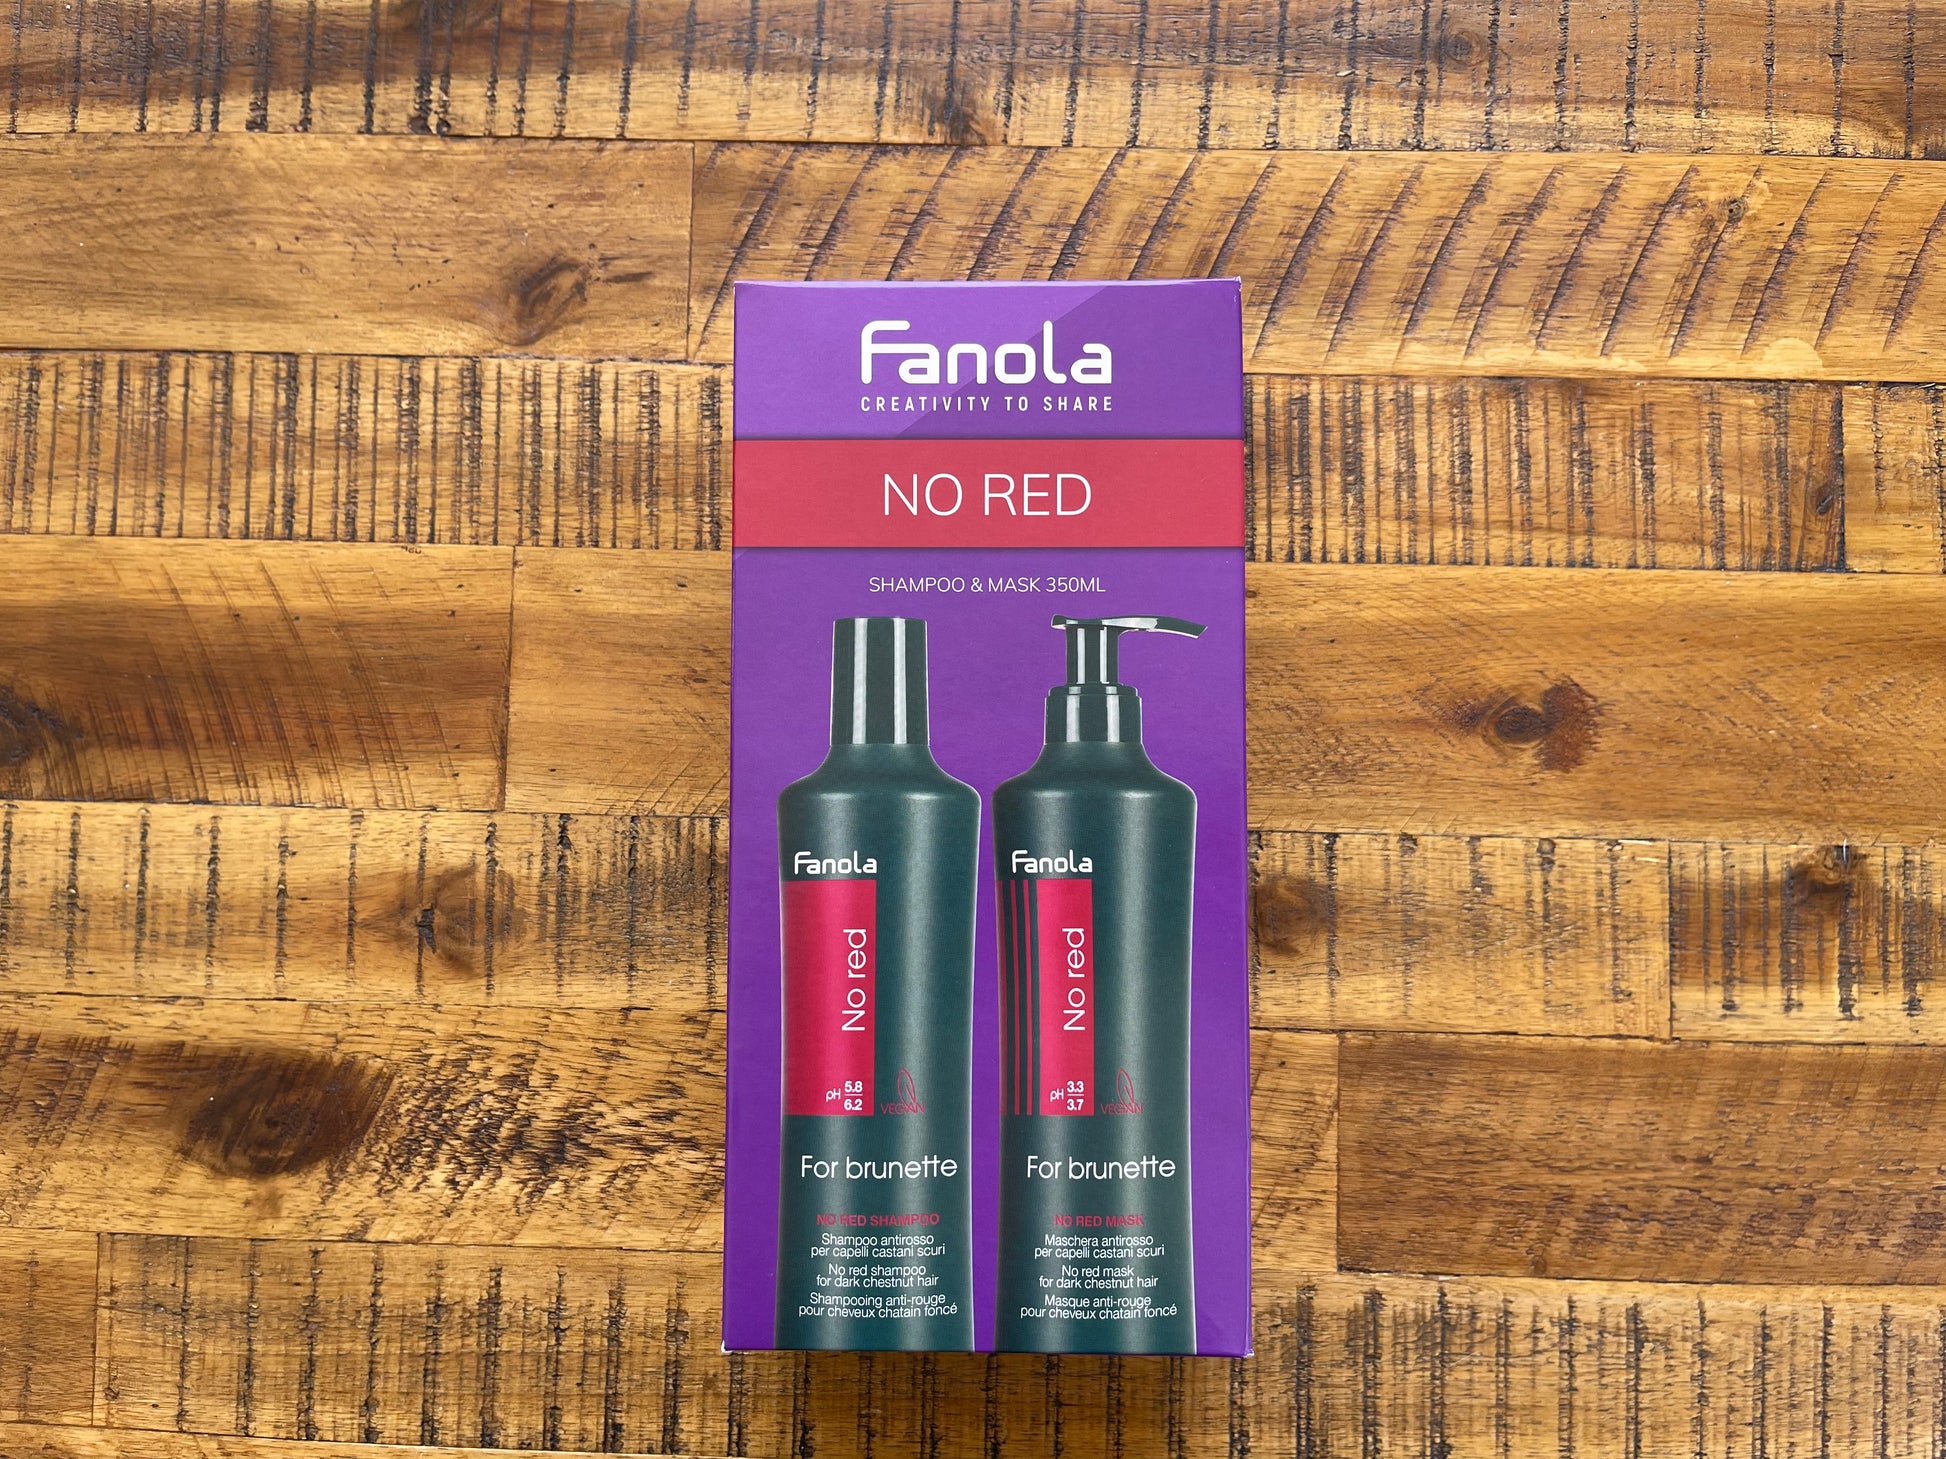 Fanola
CREATIVITY TO SHARE
NO RED
SHAMPOO & MASK 350ML
Fanola
No red
pH 5.8
6.2
VEGAN
For brunette
NO RED SHAMPOO
Shampoo antirosso
per capelli castani scuri
No red shampoo
for dark chestnut hair
Shampooing anti-rouge
pour cheveux chatain foncé
Fanola
No red
pH 3.3
3.7
VEGAN
For brunette
NO RED MASK
Maschera antirosso
per capelli castani scuri
No red mask
for dark chestnut hair
Masque anti-rouge
pour cheveux chatain foncé